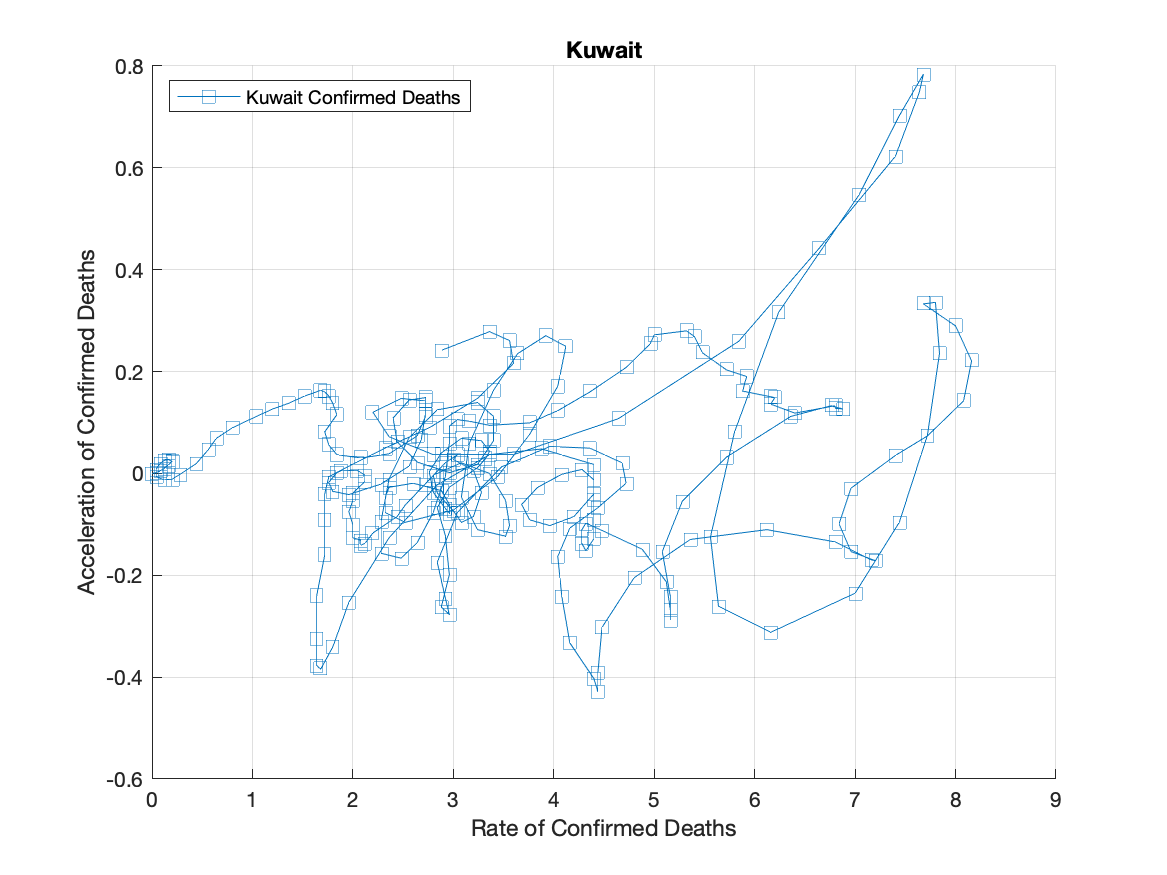 Kuwait
Kuwait Confirmed Deaths
0.8
0.6
0.4
0.2
0
-0.2
-0.4
-0.6
Acceleration of Confirmed Deaths
0 1 2 3 4 5 6 7 8 9
Rate of Confirmed Deaths